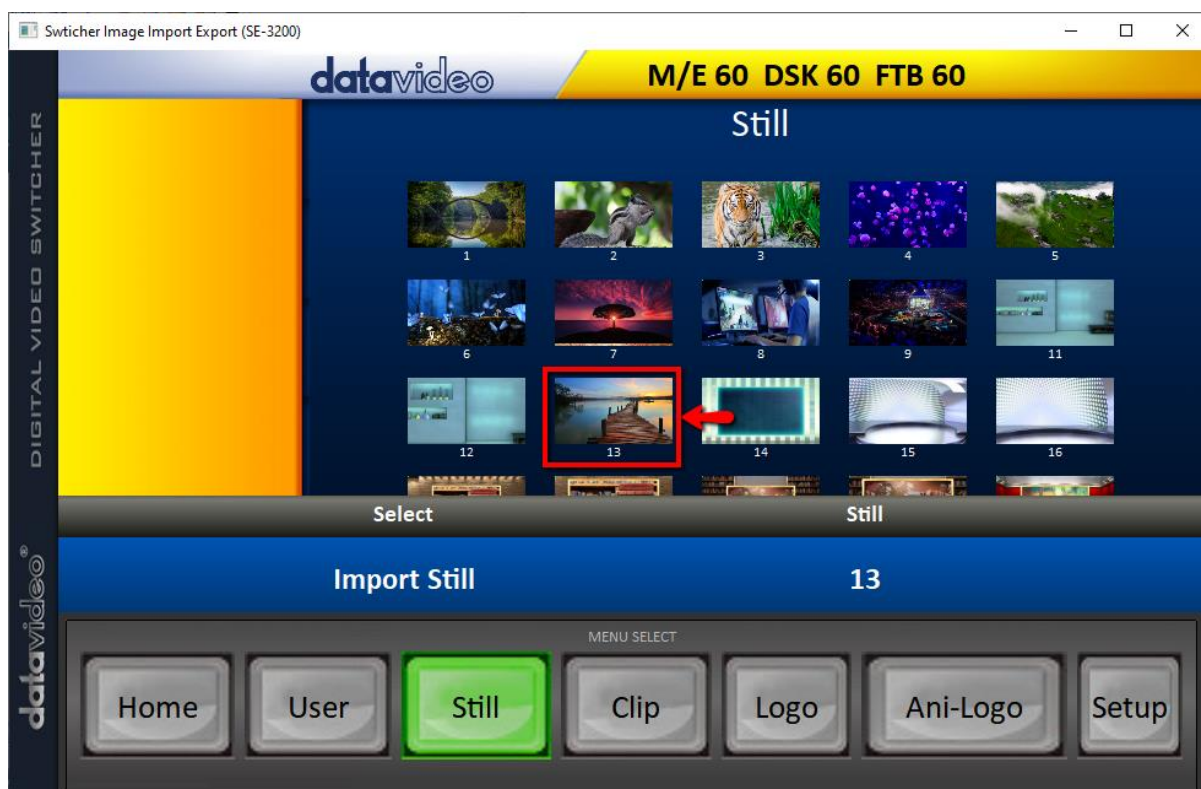 Swticher Image Import Export (SE-3200)
datavideo
M/E 60 DSK 60 FTB 60
DIGITAL VIDEO SWITCHER
datavideo®
Still
1 2 3 4 5
6 7 8 9 11
12 13 14 15 16
Select Still
Import Still 13
MENU SELECT
Home User Still Clip Logo Ani-Logo Setup